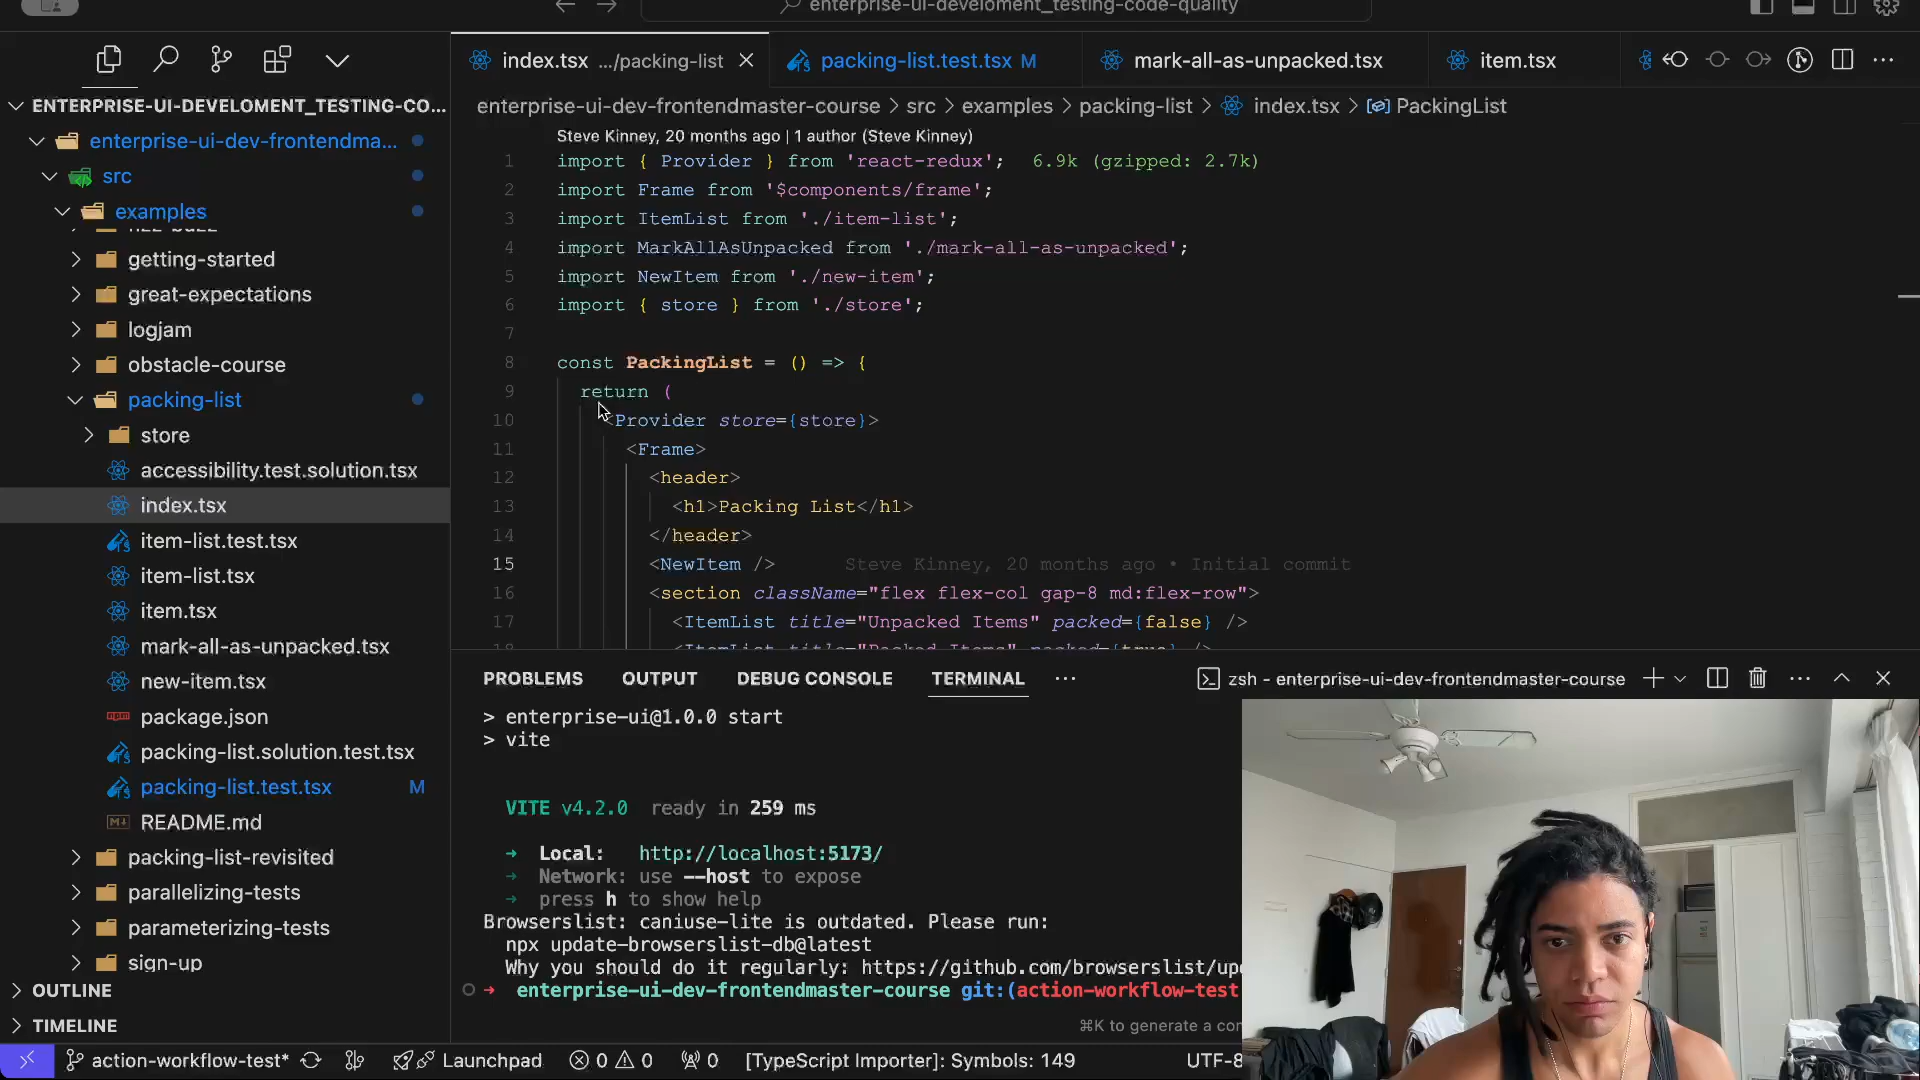 enterprise-ui-develoment_testing-code-quality
index.tsx .../packing-list
packing-list.test.tsx M
mark-all-as-unpacked.tsx
item.tsx
ENTERPRISE-UI-DEVELOMENT_TESTING-CO...
enterprise-ui-dev-frontendma...
src
examples
getting-started
great-expectations
logjam
obstacle-course
packing-list
store
accessibility.test.solution.tsx
index.tsx
item-list.test.tsx
item-list.tsx
item.tsx
mark-all-as-unpacked.tsx
new-item.tsx
package.json
packing-list.solution.test.tsx
packing-list.test.tsx M
README.md
packing-list-revisited
parallelizing-tests
parameterizing-tests
sign-up
OUTLINE
TIMELINE
enterprise-ui-dev-frontendmaster-course > src > examples > packing-list > index.tsx > PackingList
Steve Kinney, 20 months ago | 1 author (Steve Kinney)
1 import { Provider } from 'react-redux'; 6.9k (gzipped: 2.7k)
2 import Frame from '$components/frame';
3 import ItemList from './item-list';
4 import MarkAllAsUnpacked from './mark-all-as-unpacked';
5 import NewItem from './new-item';
6 import { store } from './store';
7
8 const PackingList = () => {
9 return (
10 <Provider store={store}>
11 <Frame>
12 <header>
13 <h1>Packing List</h1>
14 </header>
15 <NewItem /> Steve Kinney, 20 months ago • Initial commit
16 <section className="flex flex-col gap-8 md:flex-row">
17 <ItemList title="Unpacked Items" packed={false} />
18 <ItemList title="Packed Items" packed={true} />
PROBLEMS OUTPUT DEBUG CONSOLE TERMINAL ···
zsh - enterprise-ui-dev-frontendmaster-course
> enterprise-ui@1.0.0 start
> vite
VITE v4.2.0 ready in 259 ms
➜ Local: http://localhost:5173/
➜ Network: use --host to expose
➜ press h to show help
Browserslist: caniuse-lite is outdated. Please run:
npx update-browserslist-db@latest
Why you should do it regularly: https://github.com/browserslist/up
➜ enterprise-ui-dev-frontendmaster-course git:(action-workflow-test
⌘K to generate a co
action-workflow-test* Launchpad 0 0 0 [TypeScript Importer]: Symbols: 149 UTF-8